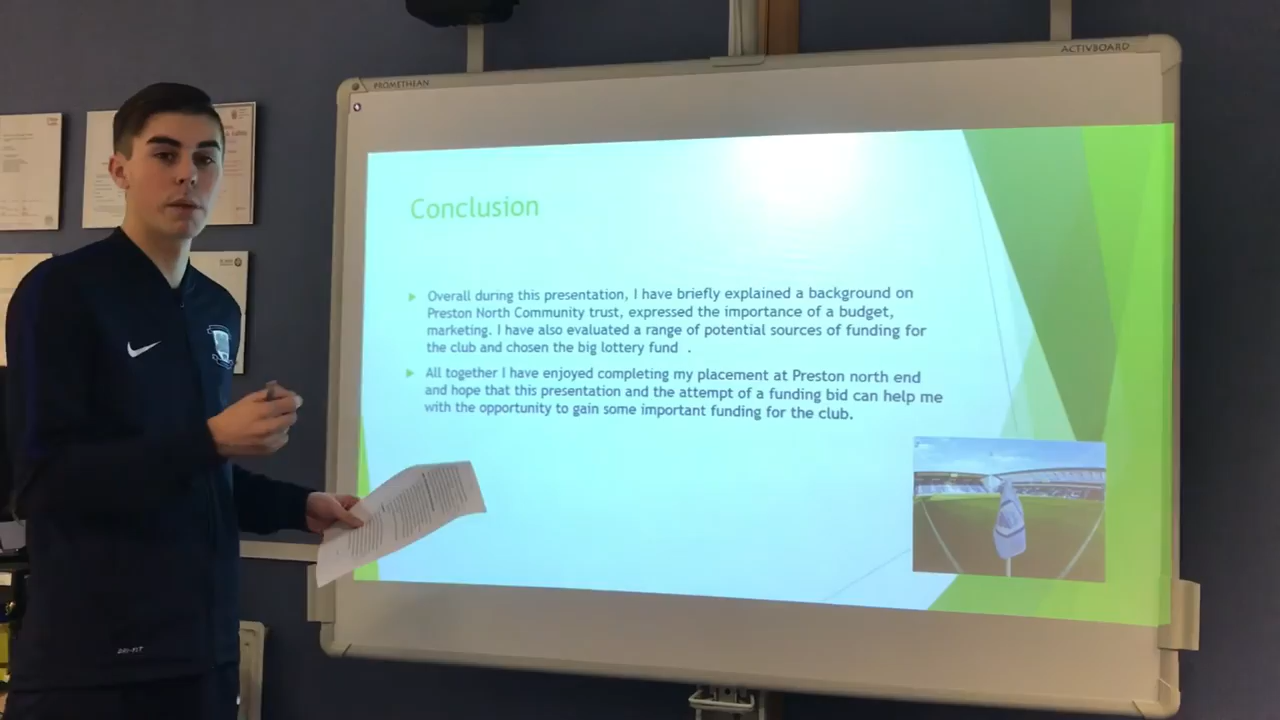 PROMETHEAN
ACTIVBOARD
Conclusion
Overall during this presentation, I have briefly explained a background on
Preston North Community trust, expressed the importance of a budget,
marketing. I have also evaluated a range of potential sources of funding for
the club and chosen the big lottery fund .
All together I have enjoyed completing my placement at Preston north end
and hope that this presentation and the attempt of a funding bid can help me
with the opportunity to gain some important funding for the club.
DRI-FIT